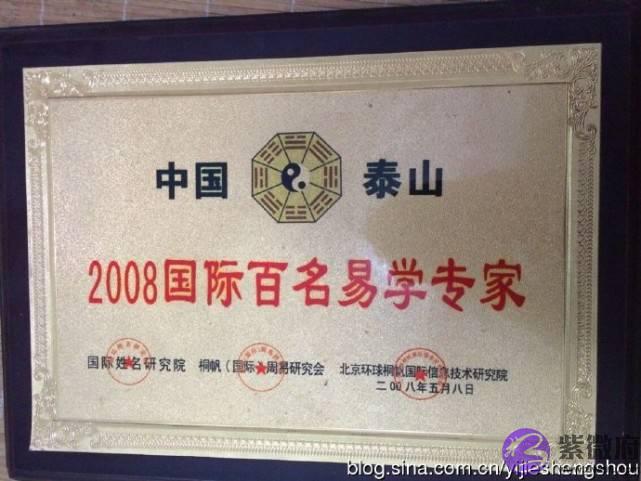 中国 泰山
2008国际百名易学专家
国际姓名研究院 桐帆(国际)周易研究会 北京环球桐帆国际信息技术研究院
二00八年五月八日
紫微府
blog.sina.com.cn/yijieshengshou